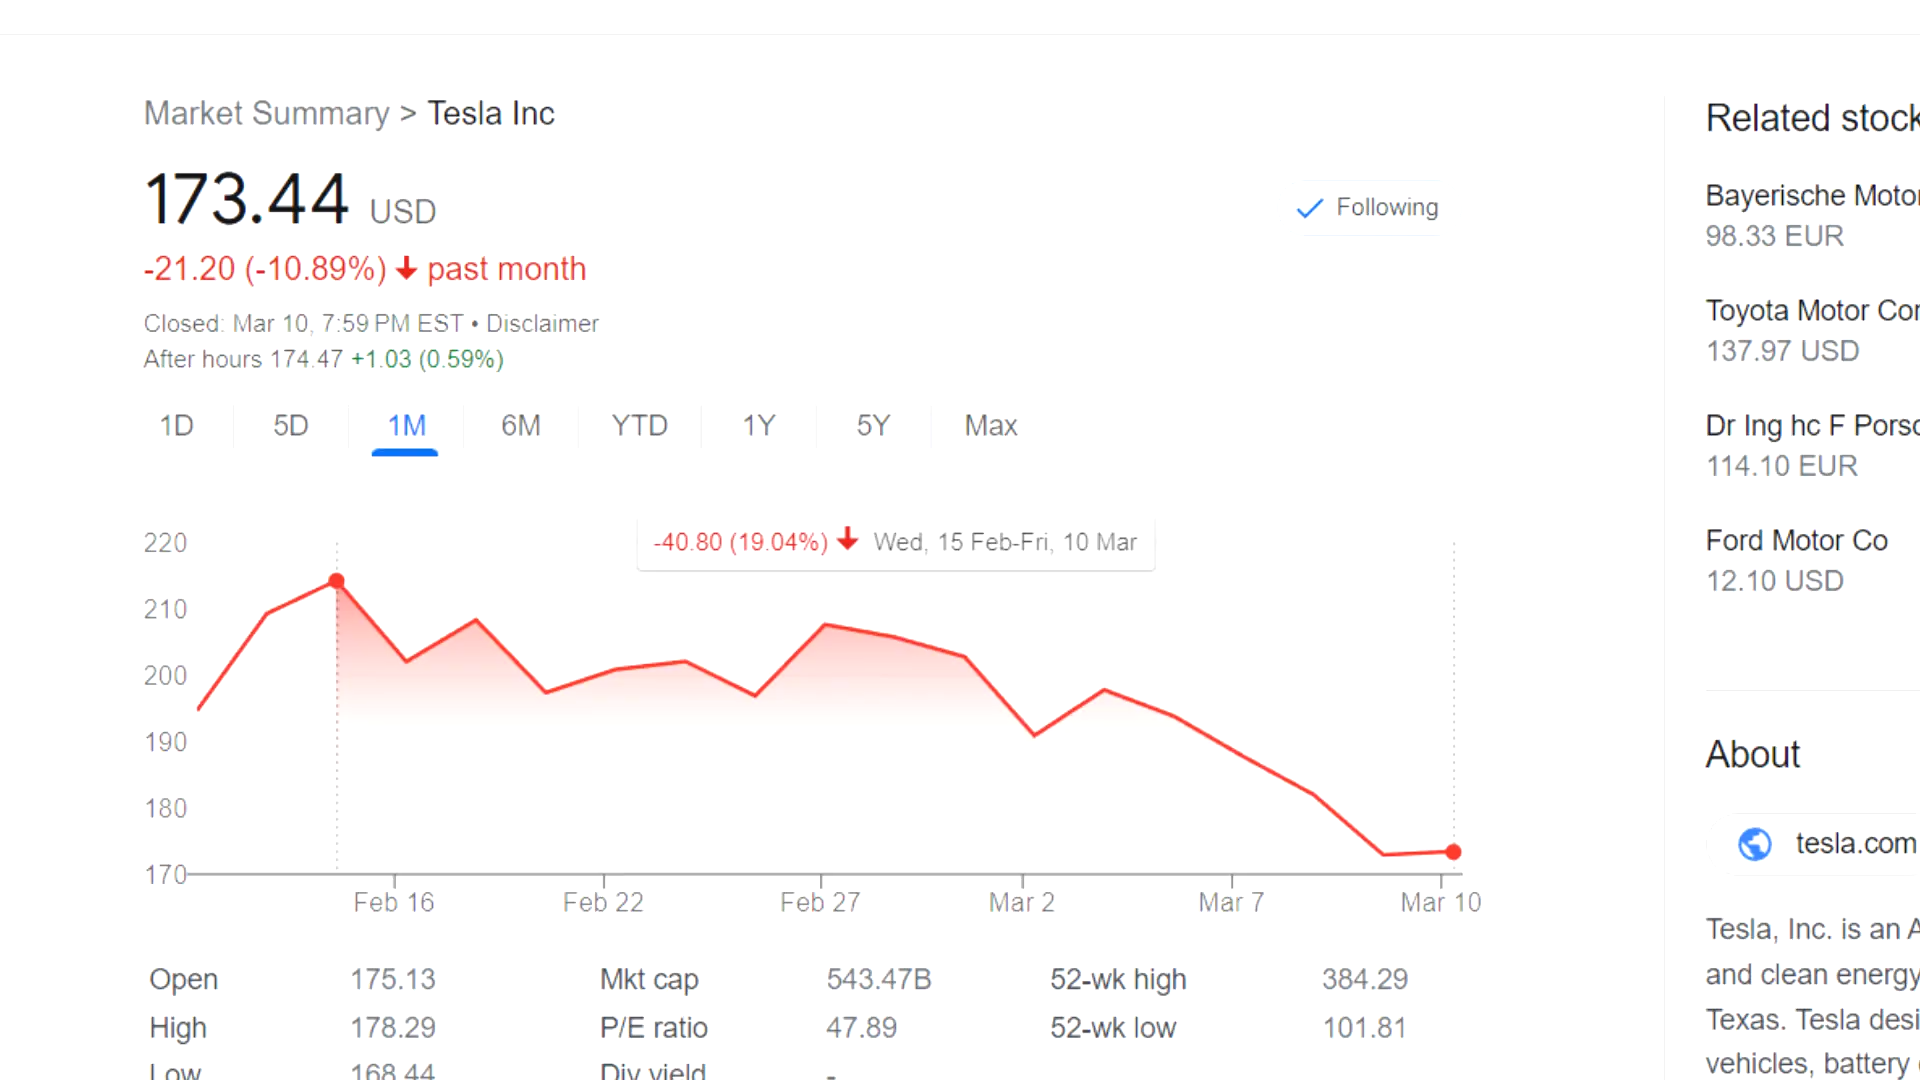 Market Summary > Tesla Inc
173.44 USD
Following
-21.20 (-10.89%) past month
Closed: Mar 10, 7:59 PM EST • Disclaimer
After hours 174.47 +1.03 (0.59%)
1D 5D 1M 6M YTD 1Y 5Y Max
-40.80 (19.04%) Wed, 15 Feb-Fri, 10 Mar
220
210
200
190
180
170
Feb 16 Feb 22 Feb 27 Mar 2 Mar 7 Mar 10
Open 175.13 Mkt cap 543.47B 52-wk high 384.29
High 178.29 P/E ratio 47.89 52-wk low 101.81
Low 168.44 Div yield -
Related stock
Bayerische Motor
98.33 EUR
Toyota Motor Cor
137.97 USD
Dr Ing hc F Porsc
114.10 EUR
Ford Motor Co
12.10 USD
About
tesla.com
Tesla, Inc. is an A
and clean energy
Texas. Tesla desi
vehicles, battery